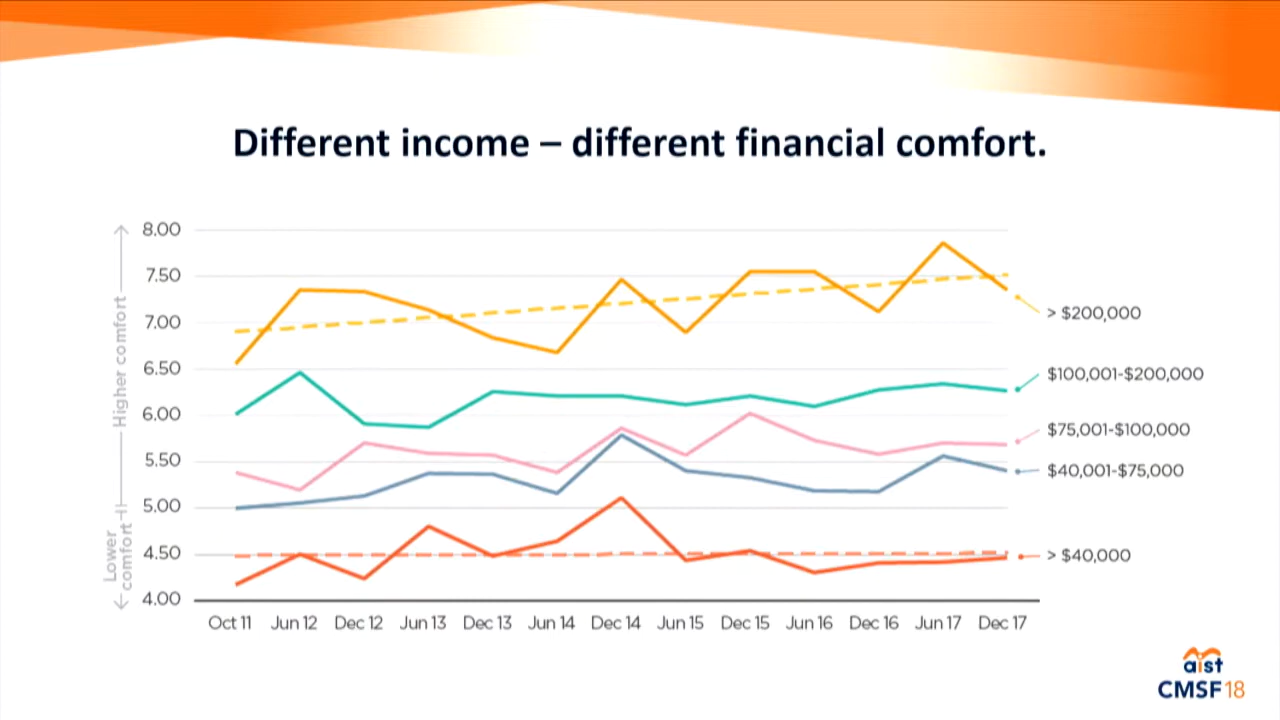 Different income – different financial comfort.
8.00
7.50
7.00
6.50
6.00
5.50
5.00
4.50
4.00
Higher comfort
Lower
comfort
> $200,000
$100,001-$200,000
$75,001-$100,000
$40,001-$75,000
> $40,000
Oct 11 Jun 12 Dec 12 Jun 13 Dec 13 Jun 14 Dec 14 Jun 15 Dec 15 Jun 16 Dec 16 Jun 17 Dec 17
aist
CMSF18